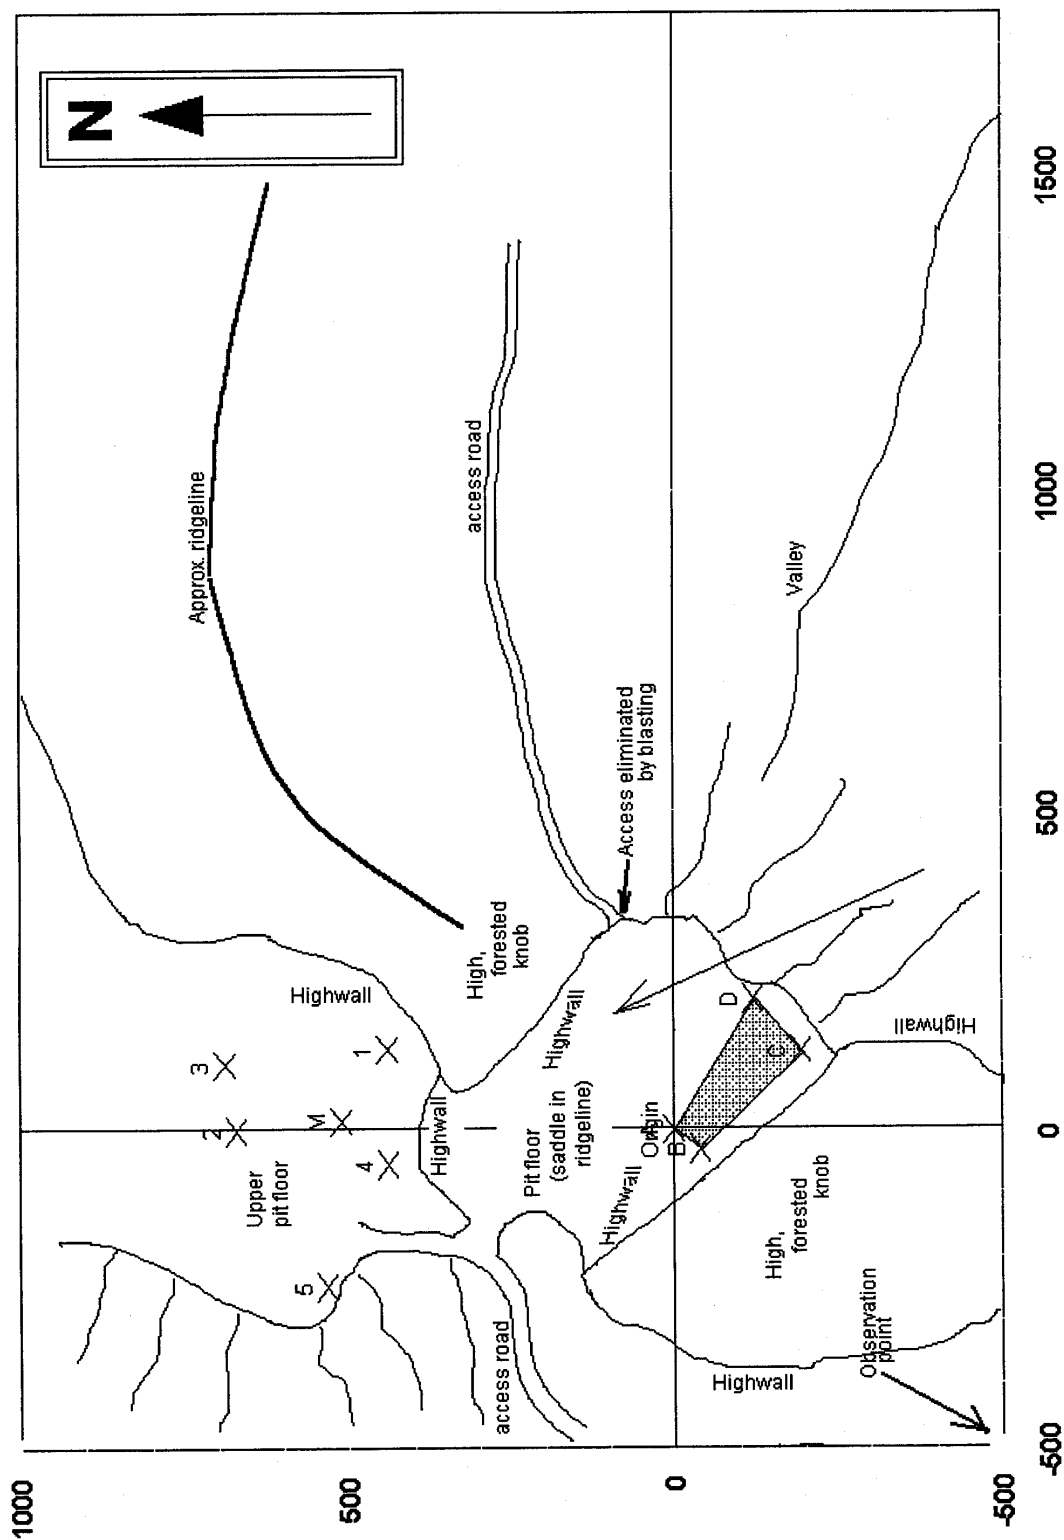 N
Approx. ridgeline
access road
Access eliminated
by blasting
Valley
High,
forested
knob
Highwall
Highwall
Highwall
Pit floor
(saddle in
ridgeline)
Highwall
Highwall
High,
forested
knob
Highwall
Upper
pit floor
access road
Observation
point
Origin
B
C
D
M
1
2
3
4
5
1000
500
0
-500
-500
0
500
1000
1500